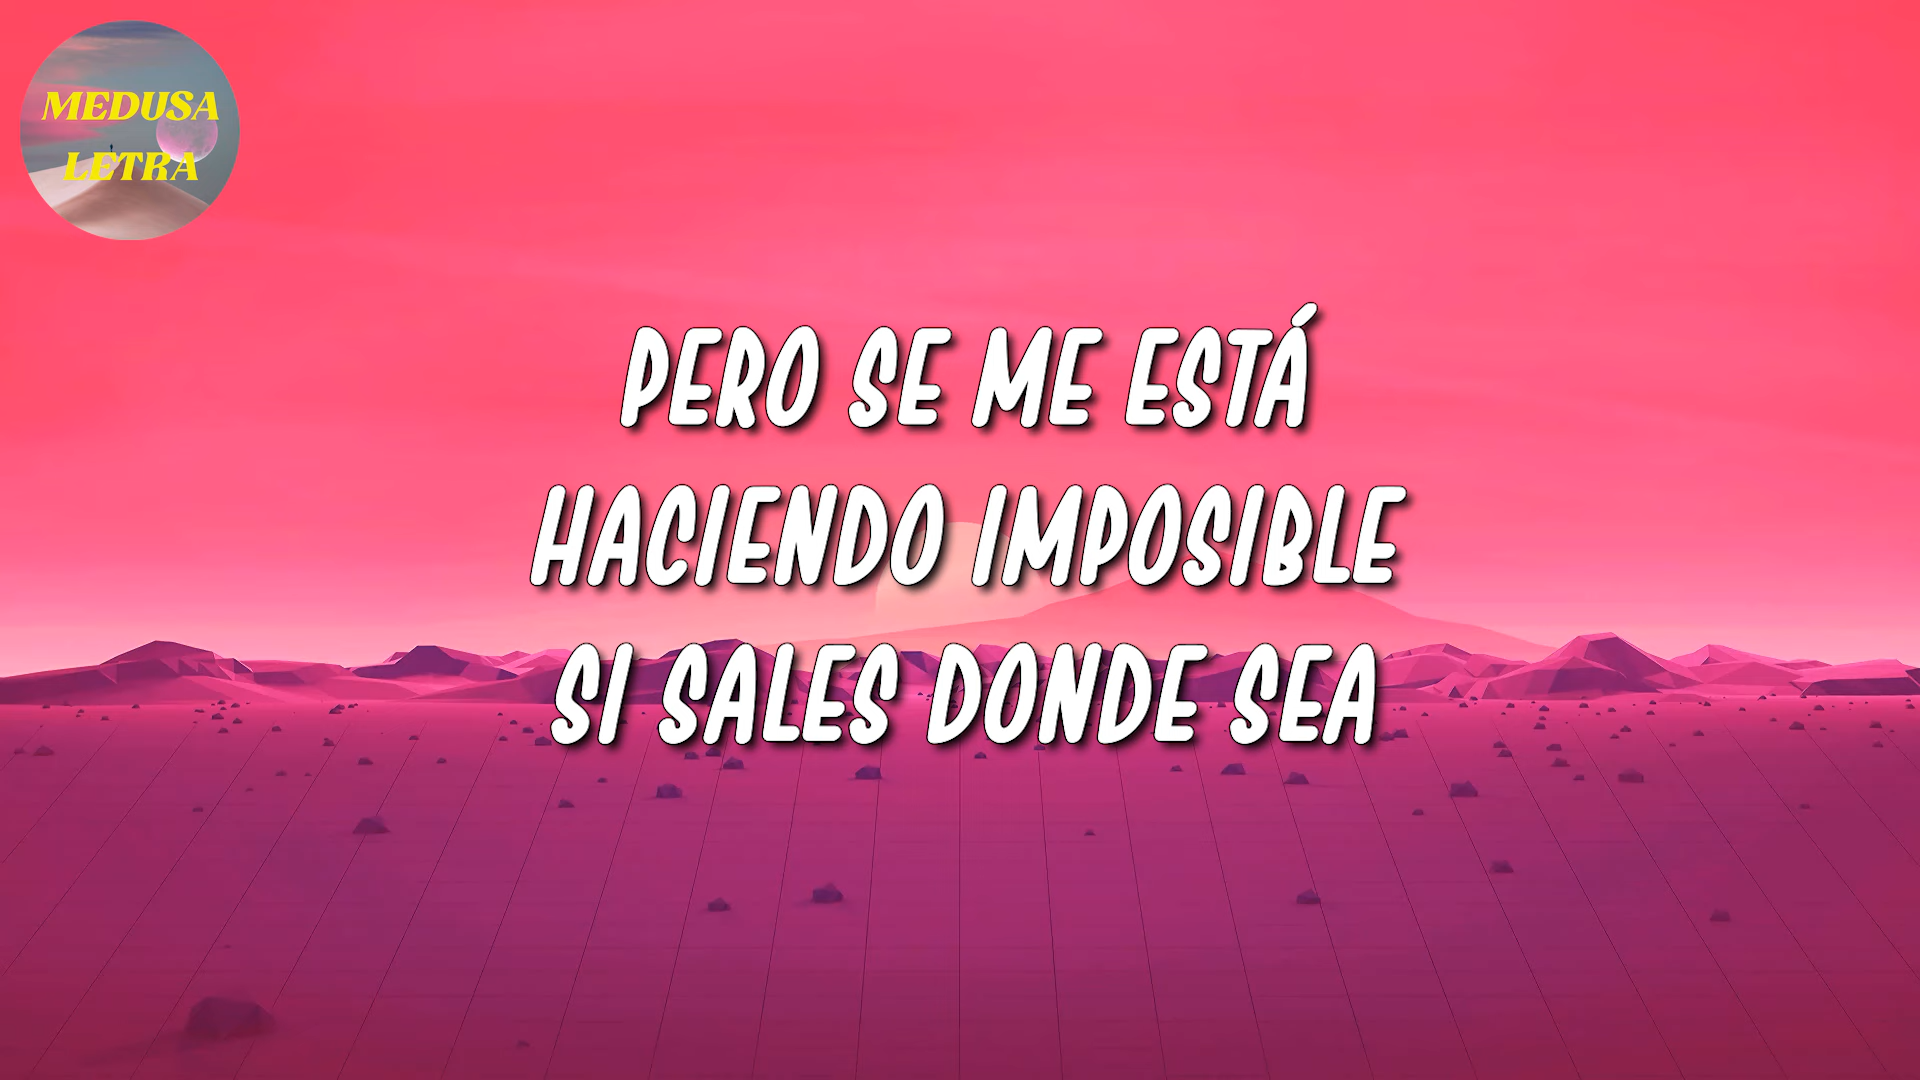 MEDUSA
LETRA
PERO SE ME ESTÁ
HACIENDO IMPOSIBLE
SI SALES DONDE SEA